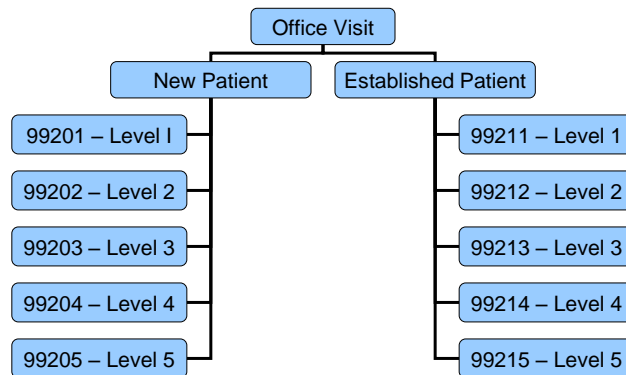 Office Visit
New Patient
Established Patient
99201 – Level I
99202 – Level 2
99203 – Level 3
99204 – Level 4
99205 – Level 5
99211 – Level 1
99212 – Level 2
99213 – Level 3
99214 – Level 4
99215 – Level 5